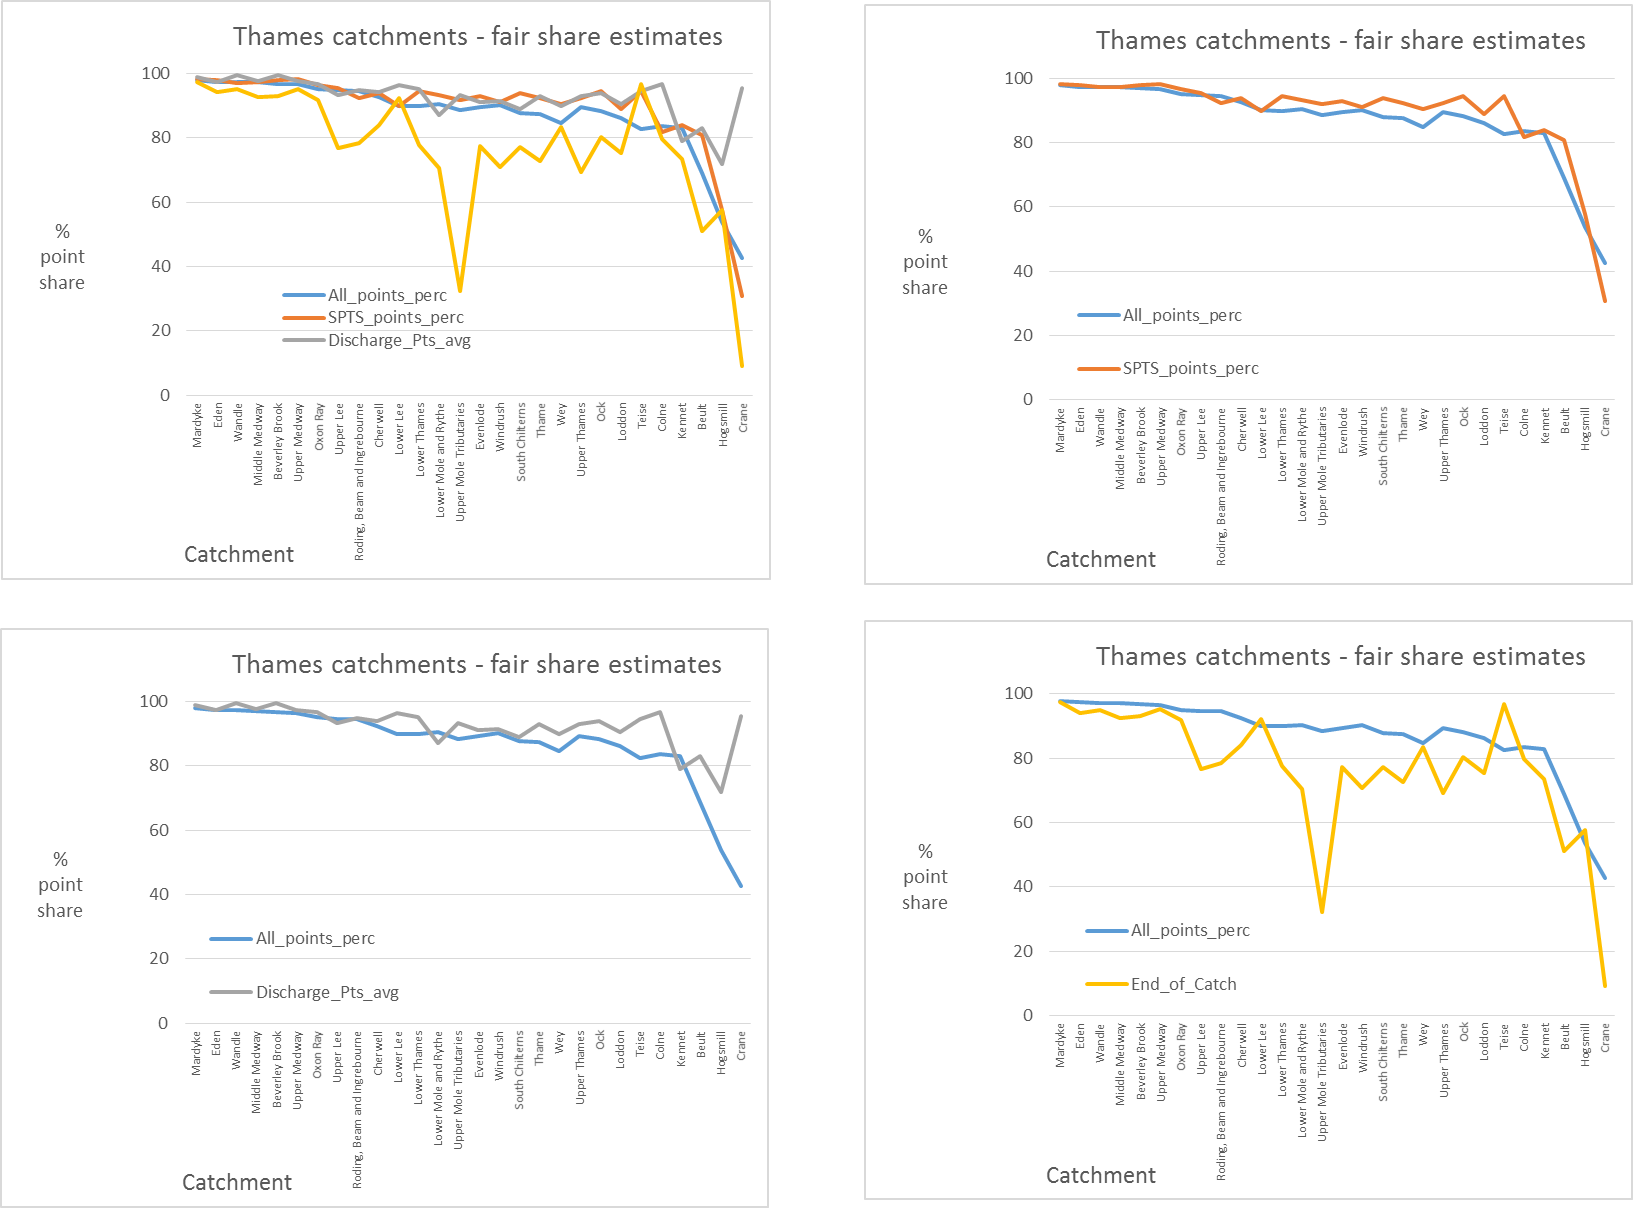 Thames catchments - fair share estimates
100
80
60
40
20
0
%
point
share
All_points_perc
SPTS_points_perc
Discharge_Pts_avg
Mardyke
Eden
Wandle
Middle Medway
Beverley Brook
Upper Medway
Oxon Ray
Upper Lee
Roding, Beam and Ingrebourne
Cherwell
Lower Lee
Lower Thames
Lower Mole and Rythe
Upper Mole Tributaries
Evenlode
Windrush
South Chilterns
Thame
Wey
Upper Thames
Ock
Loddon
Teise
Colne
Kennet
Beult
Hogsmill
Crane
Catchment
Thames catchments - fair share estimates
100
80
60
40
20
0
%
point
share
All_points_perc
SPTS_points_perc
Mardyke
Eden
Wandle
Middle Medway
Beverley Brook
Upper Medway
Oxon Ray
Upper Lee
Roding, Beam and Ingrebourne
Cherwell
Lower Lee
Lower Thames
Lower Mole and Rythe
Upper Mole Tributaries
Evenlode
Windrush
South Chilterns
Thame
Wey
Upper Thames
Ock
Loddon
Teise
Colne
Kennet
Beult
Hogsmill
Crane
Catchment
Thames catchments - fair share estimates
100
80
60
40
20
0
%
point
share
All_points_perc
Discharge_Pts_avg
Mardyke
Eden
Wandle
Middle Medway
Beverley Brook
Upper Medway
Oxon Ray
Upper Lee
Roding, Beam and Ingrebourne
Cherwell
Lower Lee
Lower Thames
Lower Mole and Rythe
Upper Mole Tributaries
Evenlode
Windrush
South Chilterns
Thame
Wey
Upper Thames
Ock
Loddon
Teise
Colne
Kennet
Beult
Hogsmill
Crane
Catchment
Thames catchments - fair share estimates
100
80
60
40
20
0
%
point
share
All_points_perc
End_of_Catch
Mardyke
Eden
Wandle
Middle Medway
Beverley Brook
Upper Medway
Oxon Ray
Upper Lee
Roding, Beam and Ingrebourne
Cherwell
Lower Lee
Lower Thames
Lower Mole and Rythe
Upper Mole Tributaries
Evenlode
Windrush
South Chilterns
Thame
Wey
Upper Thames
Ock
Loddon
Teise
Colne
Kennet
Beult
Hogsmill
Crane
Catchment